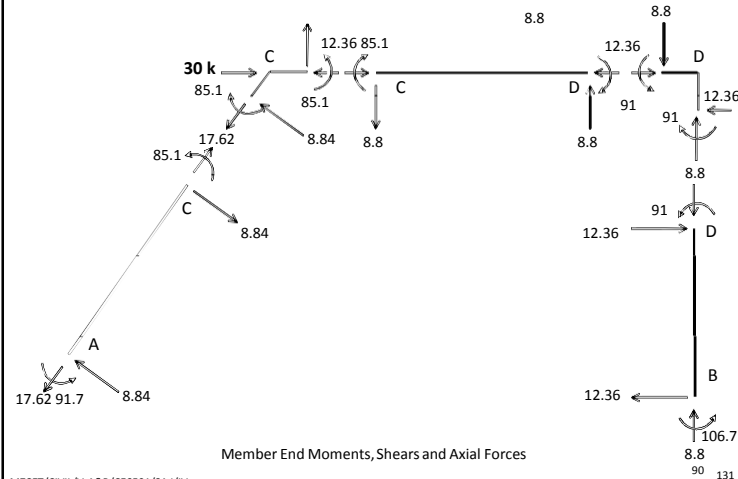 8.8
8.8
12.36 85.1
12.36
30 k
C
D
85.1
85.1
C
D
91
12.36
91
17.62
8.84
8.8
8.8
85.1
8.8
C
91
8.84
12.36
D
A
B
17.62 91.7
8.84
12.36
106.7
Member End Moments, Shears and Axial Forces
8.8
90
131